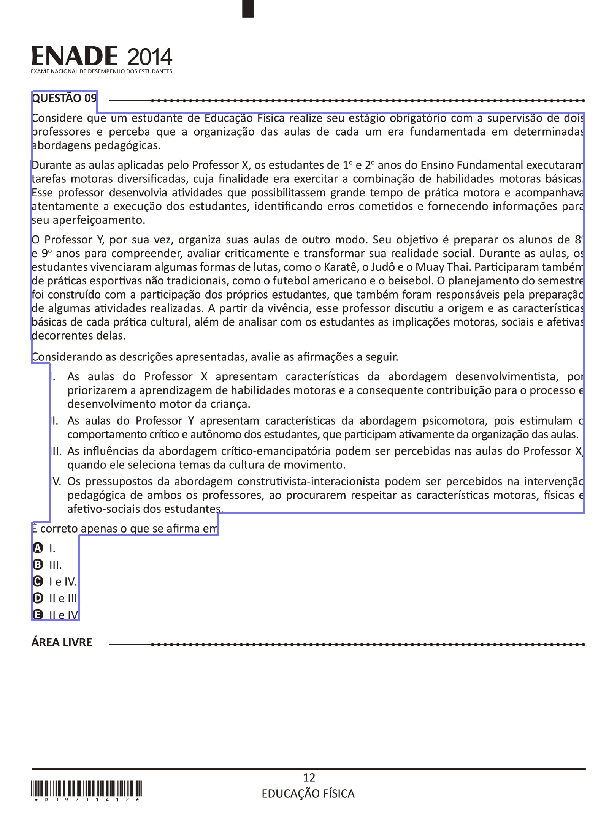 ENADE 2014
EXAME NACIONAL DE DESEMPENHO DOS ESTUDANTES
QUESTÃO 09
Considere que um estudante de Educação Física realize seu estágio obrigatório com a supervisão de dois
professores e perceba que a organização das aulas de cada um era fundamentada em determinadas
abordagens pedagógicas.
Durante as aulas aplicadas pelo Professor X, os estudantes de 1º e 2º anos do Ensino Fundamental executaram
tarefas motoras diversificadas, cuja finalidade era exercitar a combinação de habilidades motoras básicas.
Esse professor desenvolvia atividades que possibilitassem grande tempo de prática motora e acompanhava
atentamente a execução dos estudantes, identificando erros cometidos e fornecendo informações para
seu aperfeiçoamento.
O Professor Y, por sua vez, organiza suas aulas de outro modo. Seu objetivo é preparar os alunos de 8º
e 9º anos para compreender, avaliar criticamente e transformar sua realidade social. Durante as aulas, os
estudantes vivenciaram algumas formas de lutas, como o Karatê, o Judô e o Muay Thai. Participaram também
de práticas esportivas não tradicionais, como o futebol americano e o beisebol. O planejamento do semestre
foi construído com a participação dos próprios estudantes, que também foram responsáveis pela preparação
de algumas atividades realizadas. A partir da vivência, esse professor discutiu a origem e as características
básicas de cada prática cultural, além de analisar com os estudantes as implicações motoras, sociais e afetivas
decorrentes delas.
Considerando as descrições apresentadas, avalie as afirmações a seguir.
I. As aulas do Professor X apresentam características da abordagem desenvolvimentista, por
priorizarem a aprendizagem de habilidades motoras e a consequente contribuição para o processo e
desenvolvimento motor da criança.
II. As aulas do Professor Y apresentam características da abordagem psicomotora, pois estimulam o
comportamento crítico e autônomo dos estudantes, que participam ativamente da organização das aulas.
III. As influências da abordagem crítico-emancipatória podem ser percebidas nas aulas do Professor X,
quando ele seleciona temas da cultura de movimento.
IV. Os pressupostos da abordagem construtivista-interacionista podem ser percebidos na intervenção
pedagógica de ambos os professores, ao procurarem respeitar as características motoras, físicas e
afetivo-sociais dos estudantes.
É correto apenas o que se afirma em
A I.
B III.
C I e IV.
D II e III.
E II e IV.
ÁREA LIVRE
12
EDUCAÇÃO FÍSICA